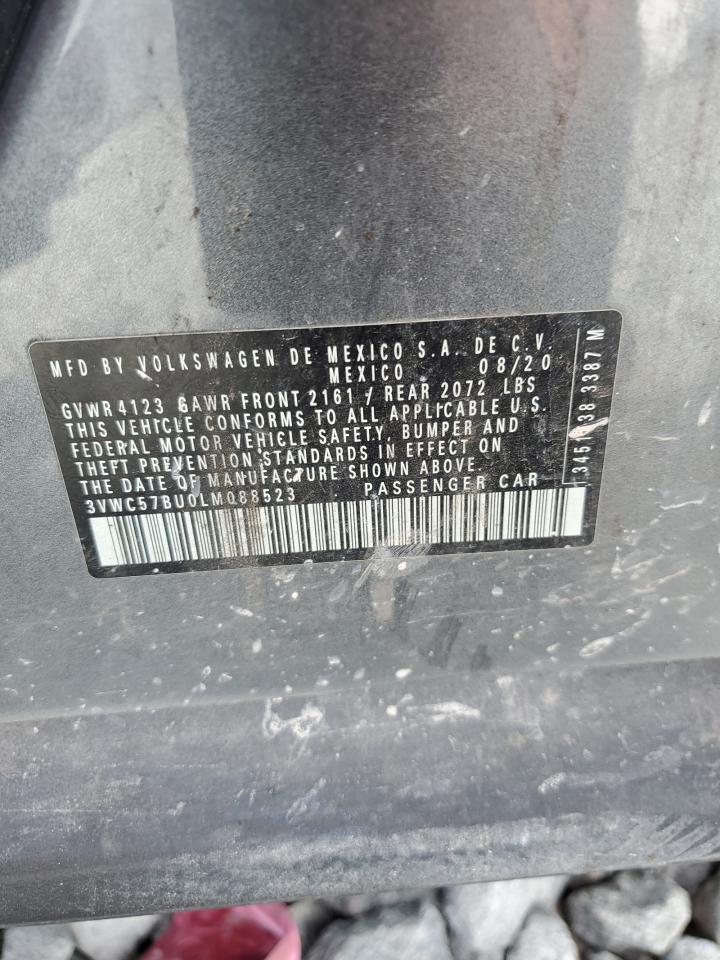 MFD BY VOLKSWAGEN DE MEXICO S.A. DE C.V.
MEXICO 08/20
GVWR 4123 GAWR FRONT 2161 / REAR 2072 LBS
THIS VEHICLE CONFORMS TO ALL APPLICABLE U.S.
FEDERAL MOTOR VEHICLE SAFETY, BUMPER AND
THEFT PREVENTION STANDARDS IN EFFECT ON
THE DATE OF MANUFACTURE SHOWN ABOVE.
3VWC57BU0LM088523 PASSENGER CAR
38 3387 M